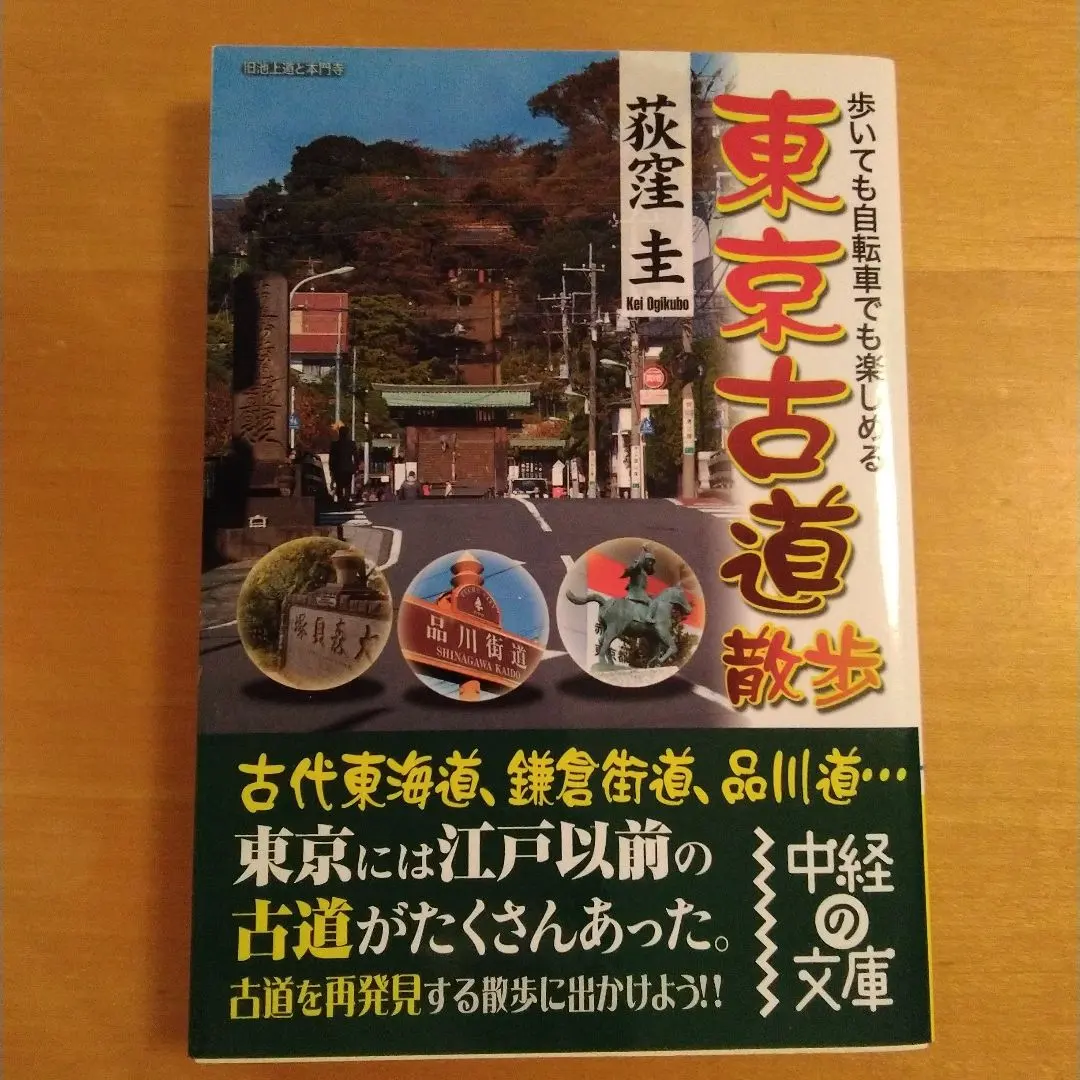 旧池上道と本門寺
歩いても自転車でも楽しめる
東京古道
散歩
荻窪 圭
Kei Ogikubo
大森貝塚
品川街道
SHINAGAWA KAIDO
古代東海道、鎌倉街道、品川道…
東京には江戸以前の
古道がたくさんあった。
古道を再発見する散歩に出かけよう!!
中経
の
文庫